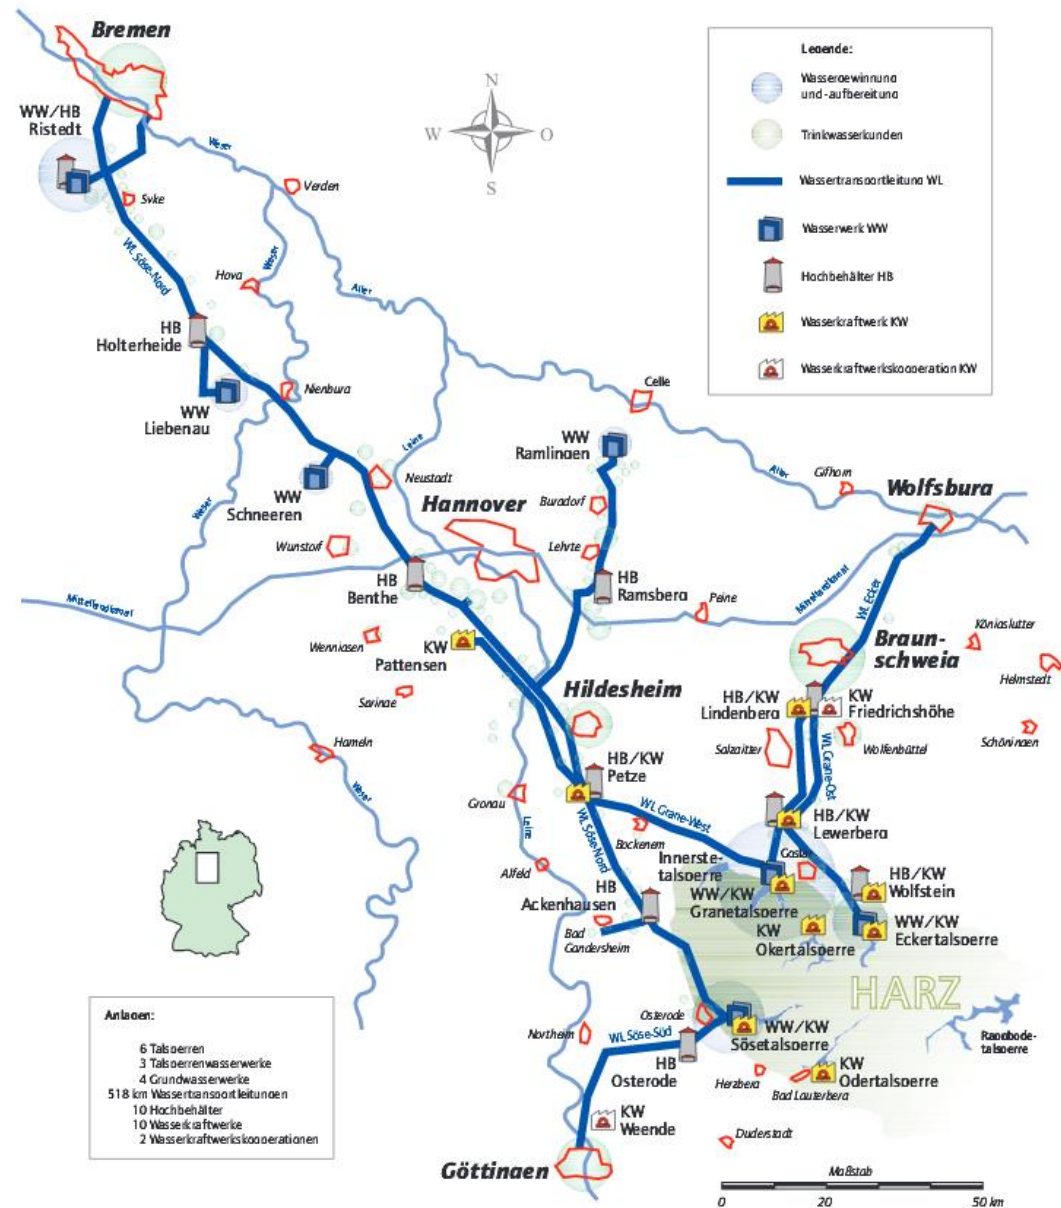 Bremen
WW/HB
Ristedt
Syke
WL Söse-Nord
Weser
Verden
Hoya
Weser
Aller
N
W
O
S
Legende:
Wassergewinnung
und -aufbereitung
Trinkwasserkunden
Wassertransportleitung WL
Wasserwerk WW
Hochbehälter HB
Wasserkraftwerk KW
Wasserkraftwerkskooperation KW
HB
Holterheide
WW
Liebenau
Nienburg
Celle
Leine
WW
Ramlingen
Aller
Gifhorn
Wolfsburg
WW
Schneeren
Neustadt
Weser
Hannover
Burgdorf
Wunstorf
Lehrte
HB
Benthe
HB
Ramsberg
Peine
Mittellandkanal
Mittellandkanal
WL Ecker
Wennigsen
KW
Pattensen
Braun-
schweig
Königslutter
Helmstedt
Springe
Hildesheim
HB/KW
Lindenberg
KW
Friedrichshöhe
Schöningen
Hameln
Weser
Salzgitter
Wolfenbüttel
WL Grane-Ost
HB/KW
Petze
Gronau
Leine
WL Söse-Nord
WL Grane-West
Bockenem
HB/KW
Lewerberg
Goslar
Innerste-
talsperre
Alfeld
HB
Ackenhausen
WW/KW
Granetalsperre
HB/KW
Wolfstein
KW
Okertalsperre
WW/KW
Eckertalsperre
Bad
Gandersheim
HARZ
Anlagen:
6 Talsperren
3 Talsperrenwasserwerke
4 Grundwasserwerke
518 km Wassertransportleitungen
10 Hochbehälter
10 Wasserkraftwerke
2 Wasserkraftwerkskooperationen
Osterode
Northeim
WL Söse-Süd
WW/KW
Sösetalsperre
Rappbode-
talsperre
HB
Osterode
Herzberg
Bad Lauterberg
KW
Odertalsperre
KW
Weende
Duderstadt
Göttingen
Maßstab
0
20
50 km